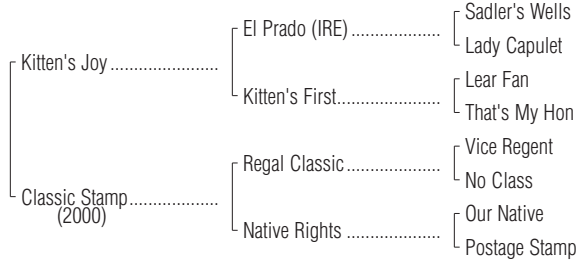 Sadler's Wells
El Prado (IRE) ....................
Lady Capulet
Kitten's Joy ........................
Lear Fan
Kitten's First.......................
That's My Hon
Vice Regent
Regal Classic .....................
No Class
Classic Stamp....................
(2000)
Our Native
Native Rights .....................
Postage Stamp